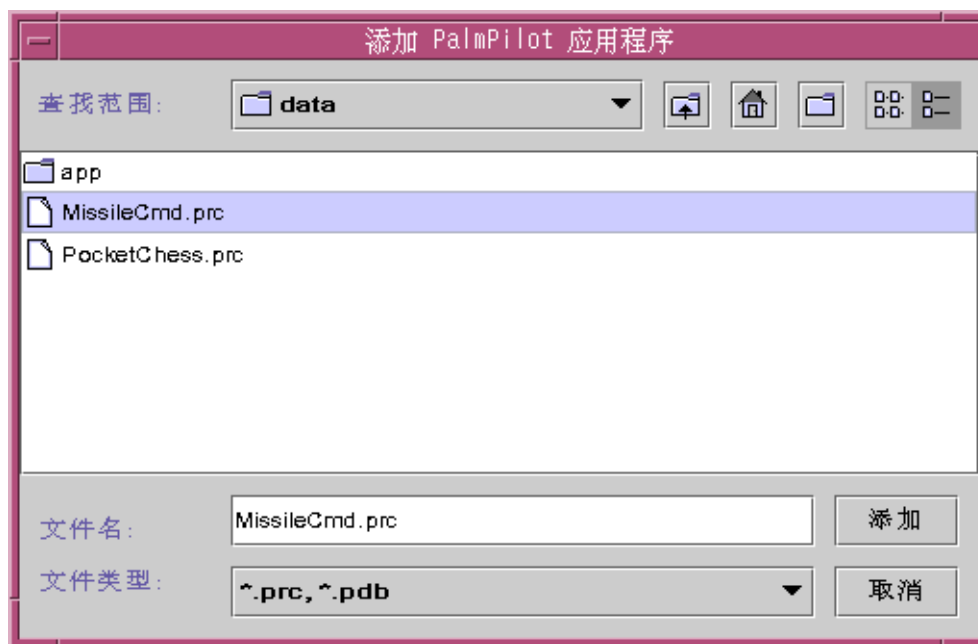 添加 PalmPilot 应用程序
查找范围: data
app
MissileCmd.prc
PocketChess.prc
文件名: MissileCmd.prc 添加
文件类型: *.prc, *.pdb 取消